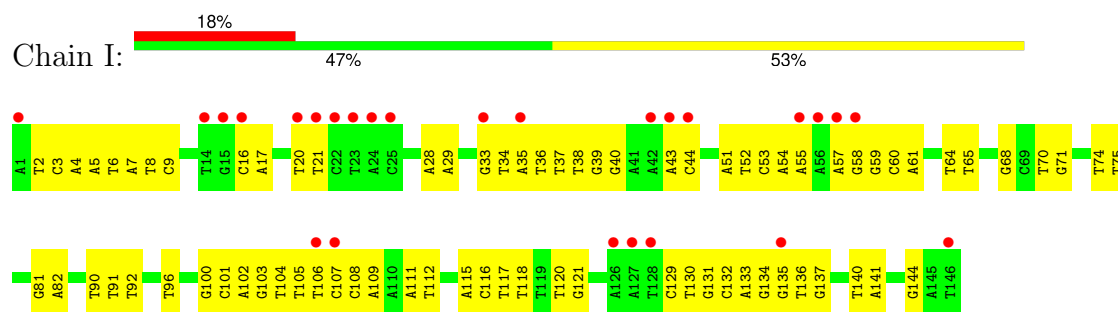 18%
Chain I:
47% 53%
A1 T2 C3 A4 A5 T6 A7 T8 C9 T14 G15 C16 A17 T20 T21 C22 T23 A24 C25 A28 A29 G33 T34 A35 T36 T37 T38 G39 G40 A41 A42 A43 C44 A51 T52 C53 A54 A55 A56 A57 G58 G59 C60 A61 T64 T65 G68 C69 T70 G71 T74 T75
G81 A82 T90 T91 T92 T96 G100 C101 A102 G103 T104 T105 T106 C107 C108 A109 A110 A111 T112 A115 C116 T117 T118 T119 T120 G121 A126 A127 T128 C129 T130 G131 C132 A133 G134 G135 T136 G137 T140 A141 G144 A145 T146